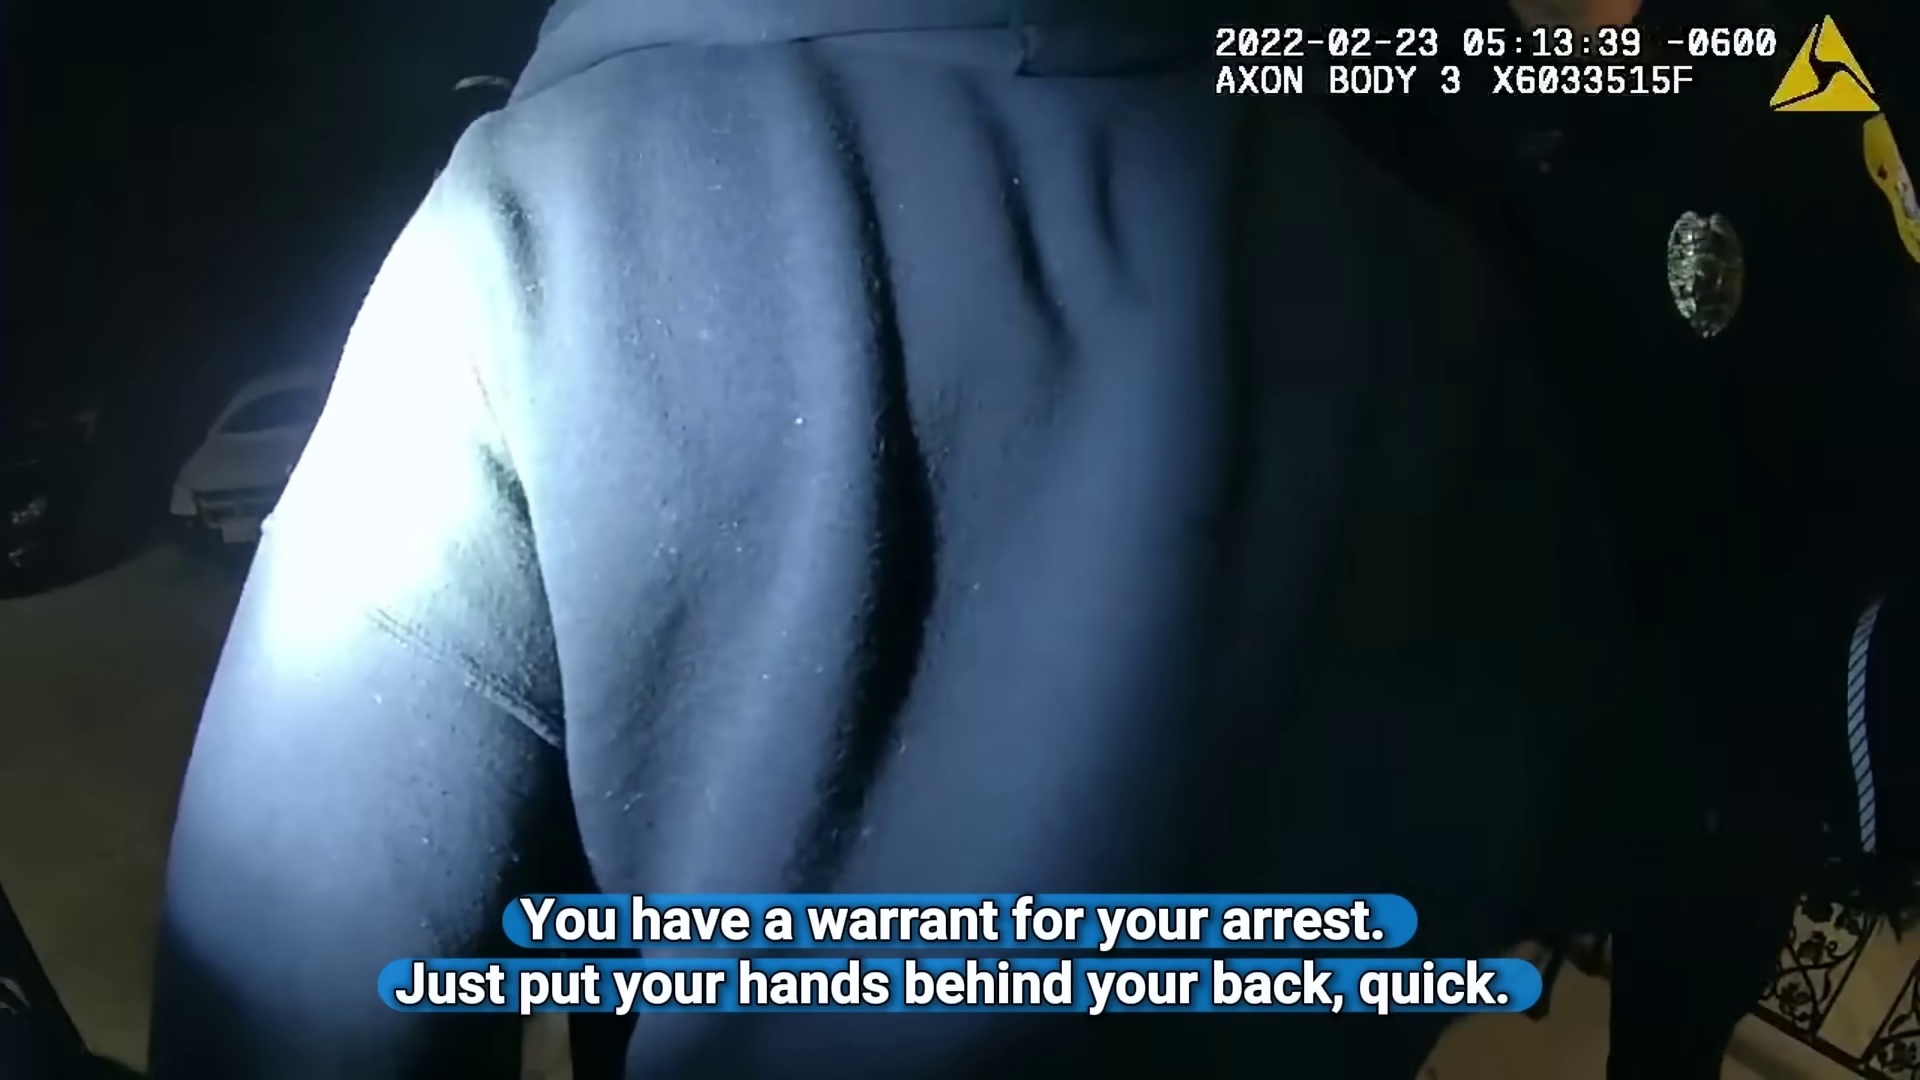 2022-02-23 05:13:39 -0600
AXON BODY 3 X6033515F
You have a warrant for your arrest.
Just put your hands behind your back, quick.